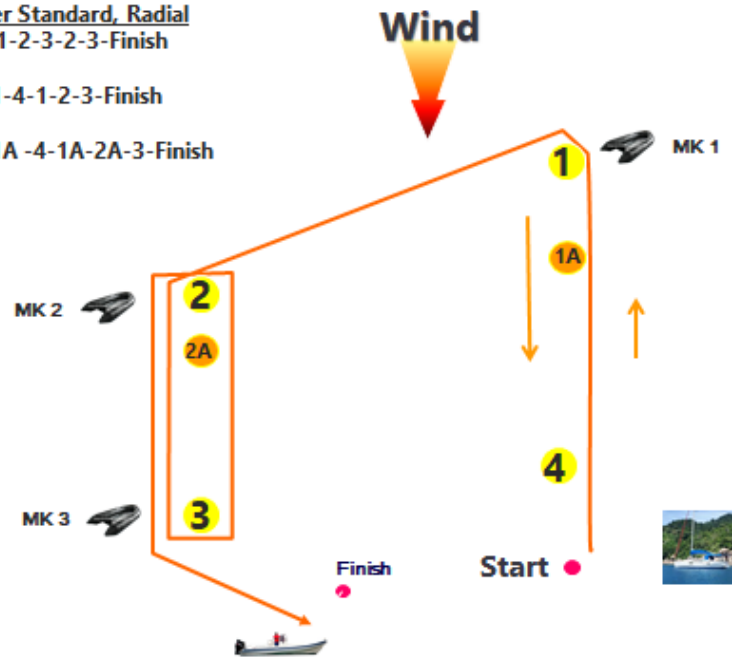 er Standard, Radial
1-2-3-2-3-Finish
-4-1-2-3-Finish
A -4-1A-2A-3-Finish
Wind
1
MK 1
1A
MK 2
2
2A
4
MK 3
3
Finish
Start